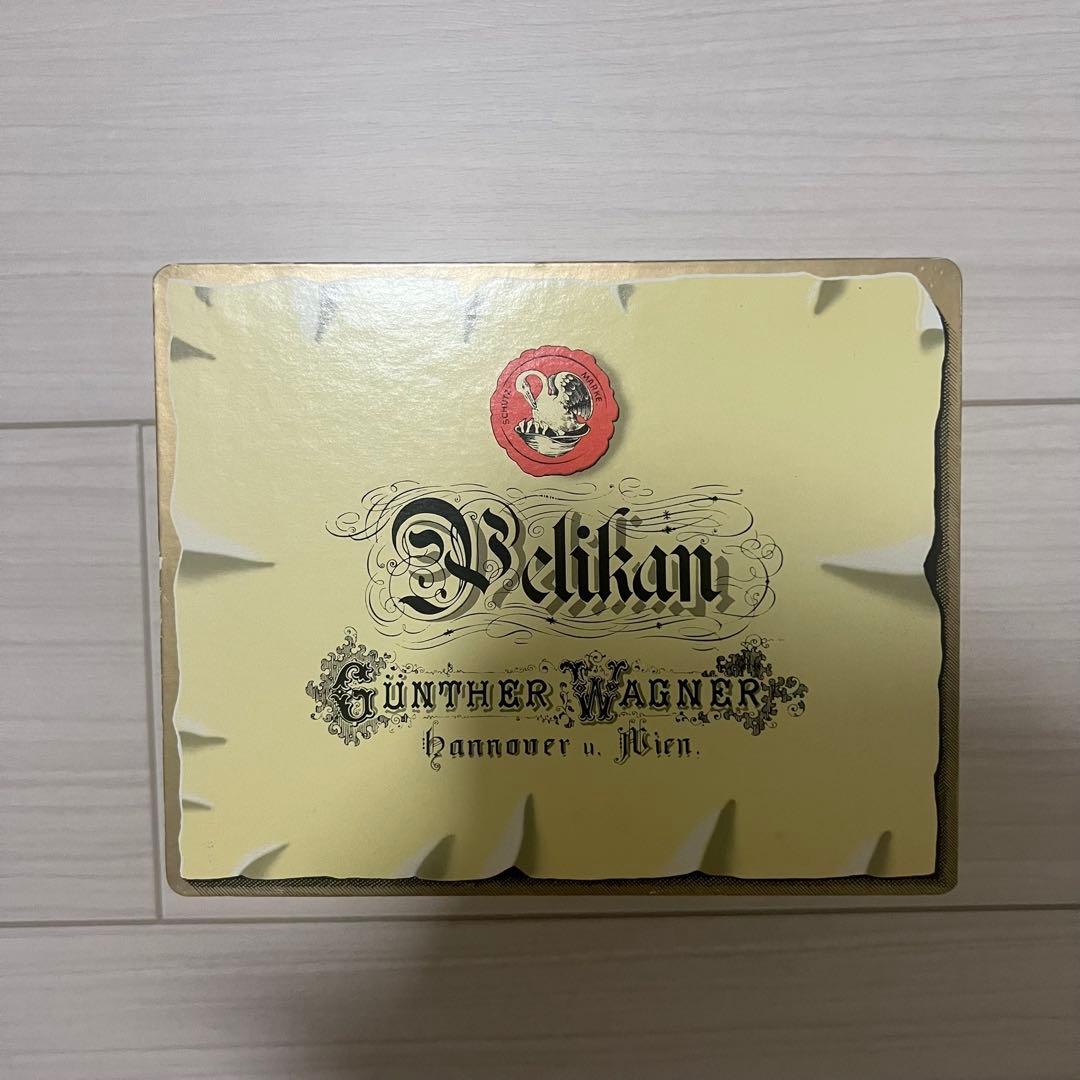 SCHUTZ- MARKE
Pelikan
GÜNTHER WAGNER
Hannover u. Wien.